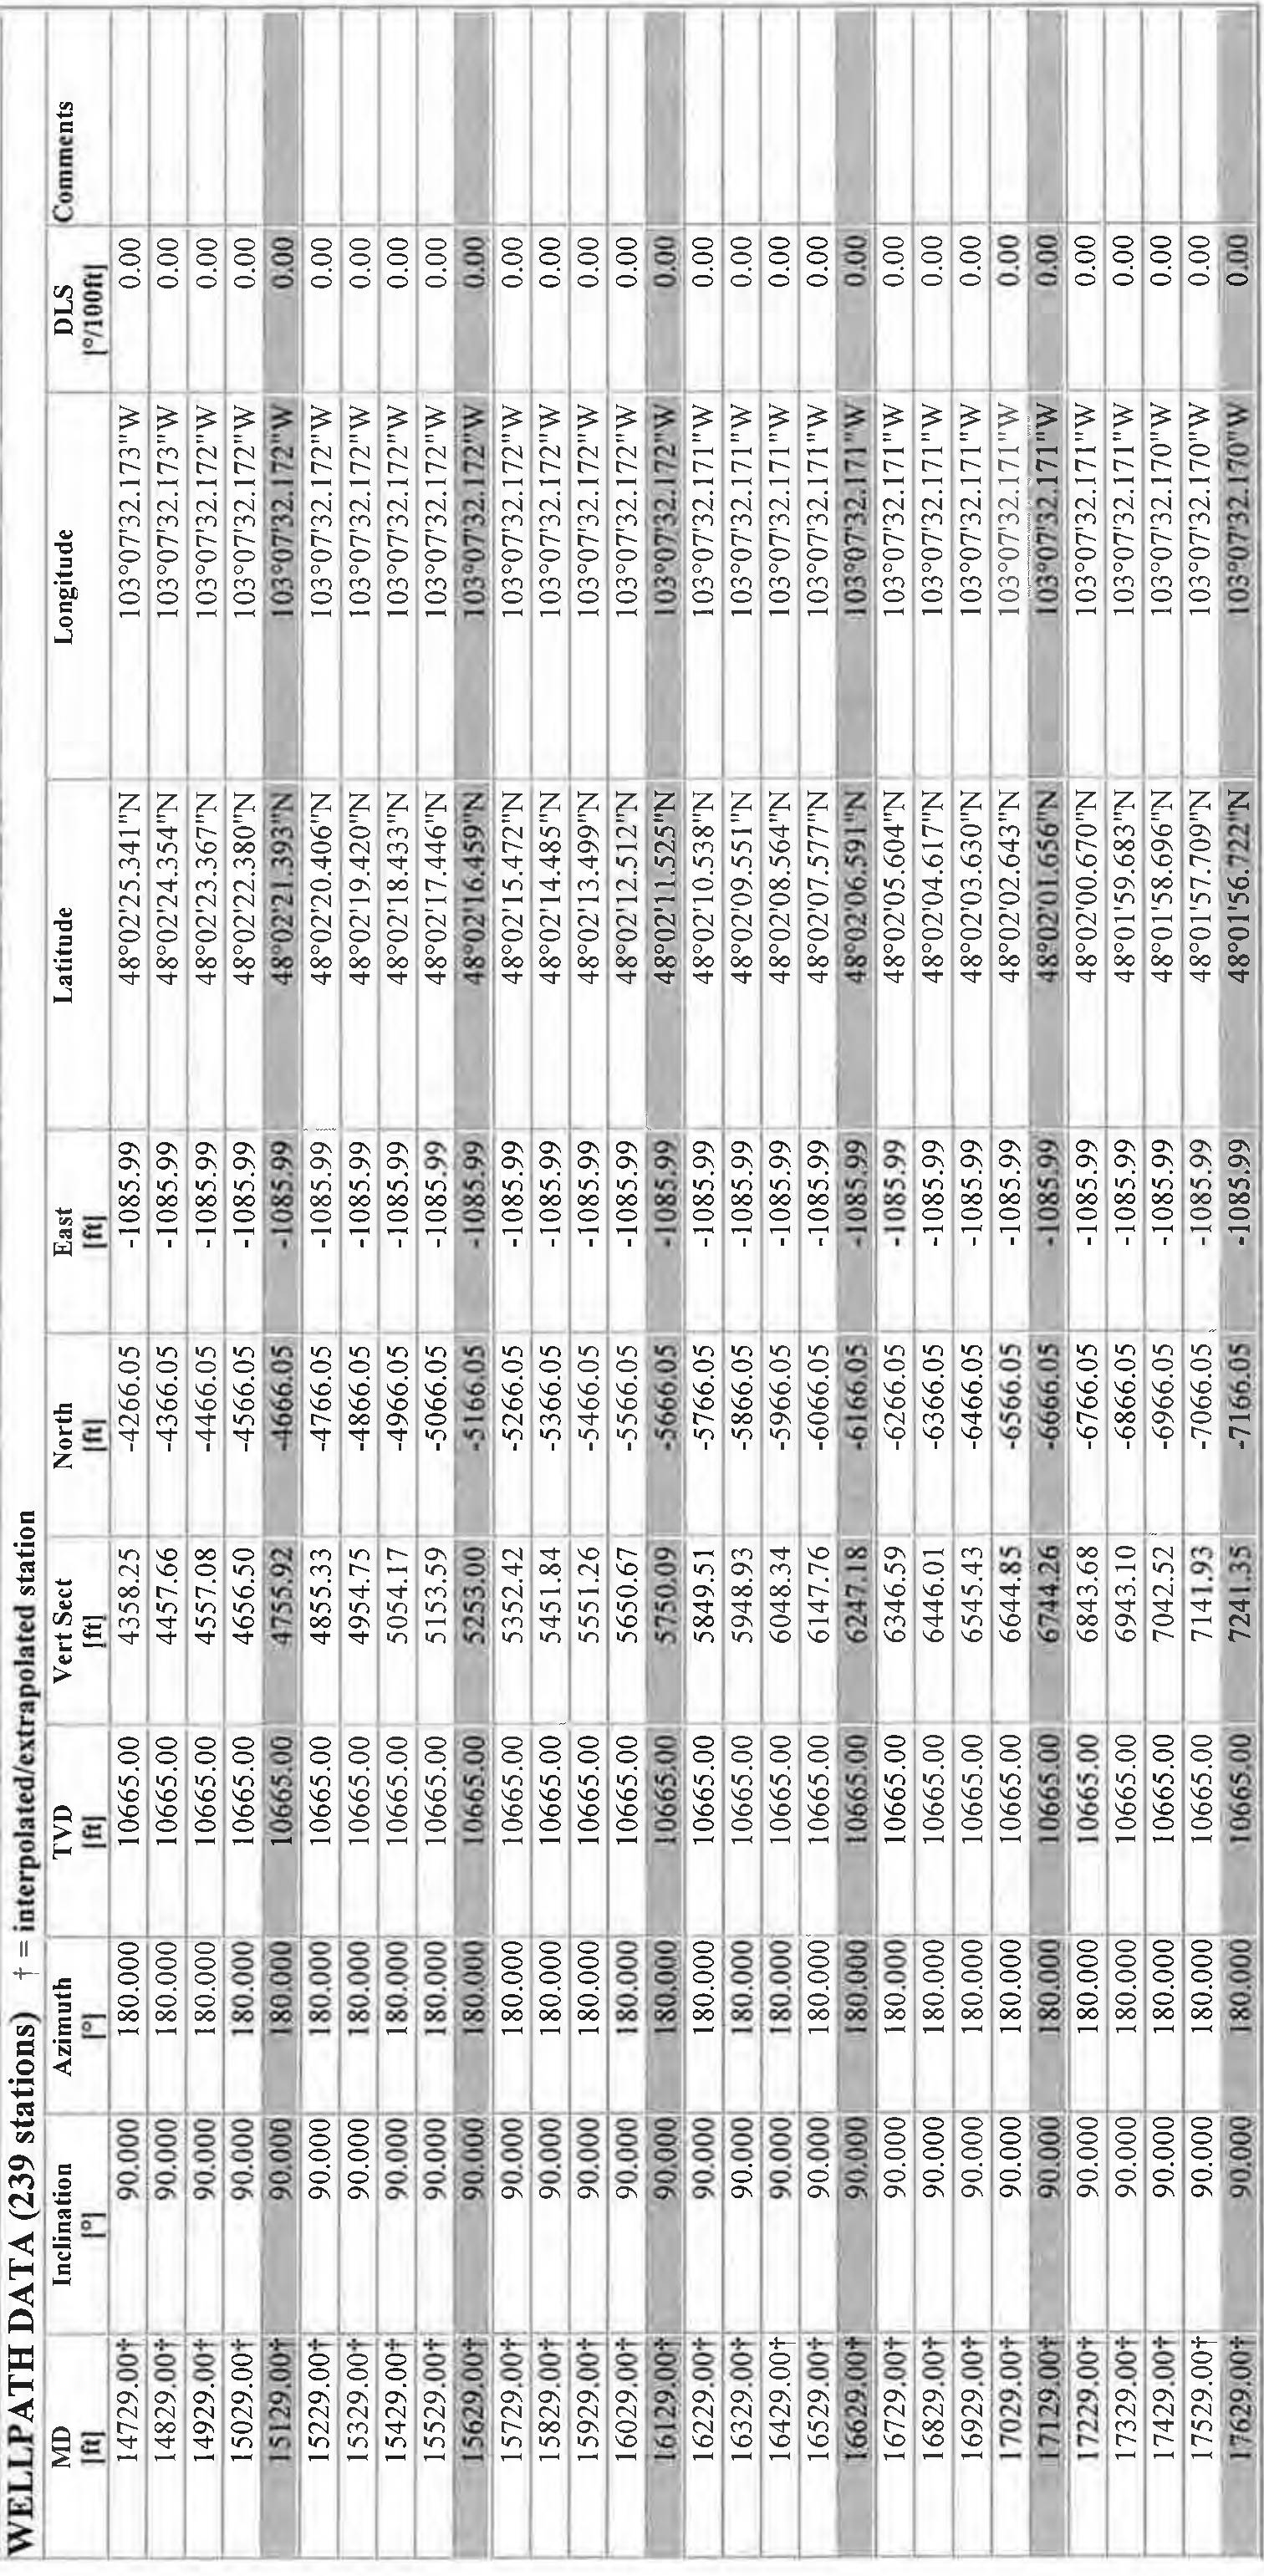 WELLPATH DATA (239 stations) † = interpolated/extrapolated station
MD [ft] Inclination [°] Azimuth [°] TVD [ft] Vert Sect [ft] North [ft] East [ft] Latitude Longitude DLS [°/100ft] Comments
14729.00† 90.000 180.000 10665.00 4358.25 -4266.05 -1085.99 48°02'25.341"N 103°07'32.173"W 0.00
14829.00† 90.000 180.000 10665.00 4457.66 -4366.05 -1085.99 48°02'24.354"N 103°07'32.173"W 0.00
14929.00† 90.000 180.000 10665.00 4557.08 -4466.05 -1085.99 48°02'23.367"N 103°07'32.172"W 0.00
15029.00† 90.000 180.000 10665.00 4656.50 -4566.05 -1085.99 48°02'22.380"N 103°07'32.172"W 0.00
15129.00† 90.000 180.000 10665.00 4755.92 -4666.05 -1085.99 48°02'21.393"N 103°07'32.172"W 0.00
15229.00† 90.000 180.000 10665.00 4855.33 -4766.05 -1085.99 48°02'20.406"N 103°07'32.172"W 0.00
15329.00† 90.000 180.000 10665.00 4954.75 -4866.05 -1085.99 48°02'19.420"N 103°07'32.172"W 0.00
15429.00† 90.000 180.000 10665.00 5054.17 -4966.05 -1085.99 48°02'18.433"N 103°07'32.172"W 0.00
15529.00† 90.000 180.000 10665.00 5153.59 -5066.05 -1085.99 48°02'17.446"N 103°07'32.172"W 0.00
15629.00† 90.000 180.000 10665.00 5253.00 -5166.05 -1085.99 48°02'16.459"N 103°07'32.172"W 0.00
15729.00† 90.000 180.000 10665.00 5352.42 -5266.05 -1085.99 48°02'15.472"N 103°07'32.172"W 0.00
15829.00† 90.000 180.000 10665.00 5451.84 -5366.05 -1085.99 48°02'14.485"N 103°07'32.172"W 0.00
15929.00† 90.000 180.000 10665.00 5551.26 -5466.05 -1085.99 48°02'13.499"N 103°07'32.172"W 0.00
16029.00† 90.000 180.000 10665.00 5650.67 -5566.05 -1085.99 48°02'12.512"N 103°07'32.172"W 0.00
16129.00† 90.000 180.000 10665.00 5750.09 -5666.05 -1085.99 48°02'11.525"N 103°07'32.172"W 0.00
16229.00† 90.000 180.000 10665.00 5849.51 -5766.05 -1085.99 48°02'10.538"N 103°07'32.171"W 0.00
16329.00† 90.000 180.000 10665.00 5948.93 -5866.05 -1085.99 48°02'09.551"N 103°07'32.171"W 0.00
16429.00† 90.000 180.000 10665.00 6048.34 -5966.05 -1085.99 48°02'08.564"N 103°07'32.171"W 0.00
16529.00† 90.000 180.000 10665.00 6147.76 -6066.05 -1085.99 48°02'07.577"N 103°07'32.171"W 0.00
16629.00† 90.000 180.000 10665.00 6247.18 -6166.05 -1085.99 48°02'06.591"N 103°07'32.171"W 0.00
16729.00† 90.000 180.000 10665.00 6346.59 -6266.05 -1085.99 48°02'05.604"N 103°07'32.171"W 0.00
16829.00† 90.000 180.000 10665.00 6446.01 -6366.05 -1085.99 48°02'04.617"N 103°07'32.171"W 0.00
16929.00† 90.000 180.000 10665.00 6545.43 -6466.05 -1085.99 48°02'03.630"N 103°07'32.171"W 0.00
17029.00† 90.000 180.000 10665.00 6644.85 -6566.05 -1085.99 48°02'02.643"N 103°07'32.171"W 0.00
17129.00† 90.000 180.000 10665.00 6744.26 -6666.05 -1085.99 48°02'01.656"N 103°07'32.171"W 0.00
17229.00† 90.000 180.000 10665.00 6843.68 -6766.05 -1085.99 48°02'00.670"N 103°07'32.171"W 0.00
17329.00† 90.000 180.000 10665.00 6943.10 -6866.05 -1085.99 48°01'59.683"N 103°07'32.171"W 0.00
17429.00† 90.000 180.000 10665.00 7042.52 -6966.05 -1085.99 48°01'58.696"N 103°07'32.170"W 0.00
17529.00† 90.000 180.000 10665.00 7141.93 -7066.05 -1085.99 48°01'57.709"N 103°07'32.170"W 0.00
17629.00† 90.000 180.000 10665.00 7241.35 -7166.05 -1085.99 48°01'56.722"N 103°07'32.170"W 0.00